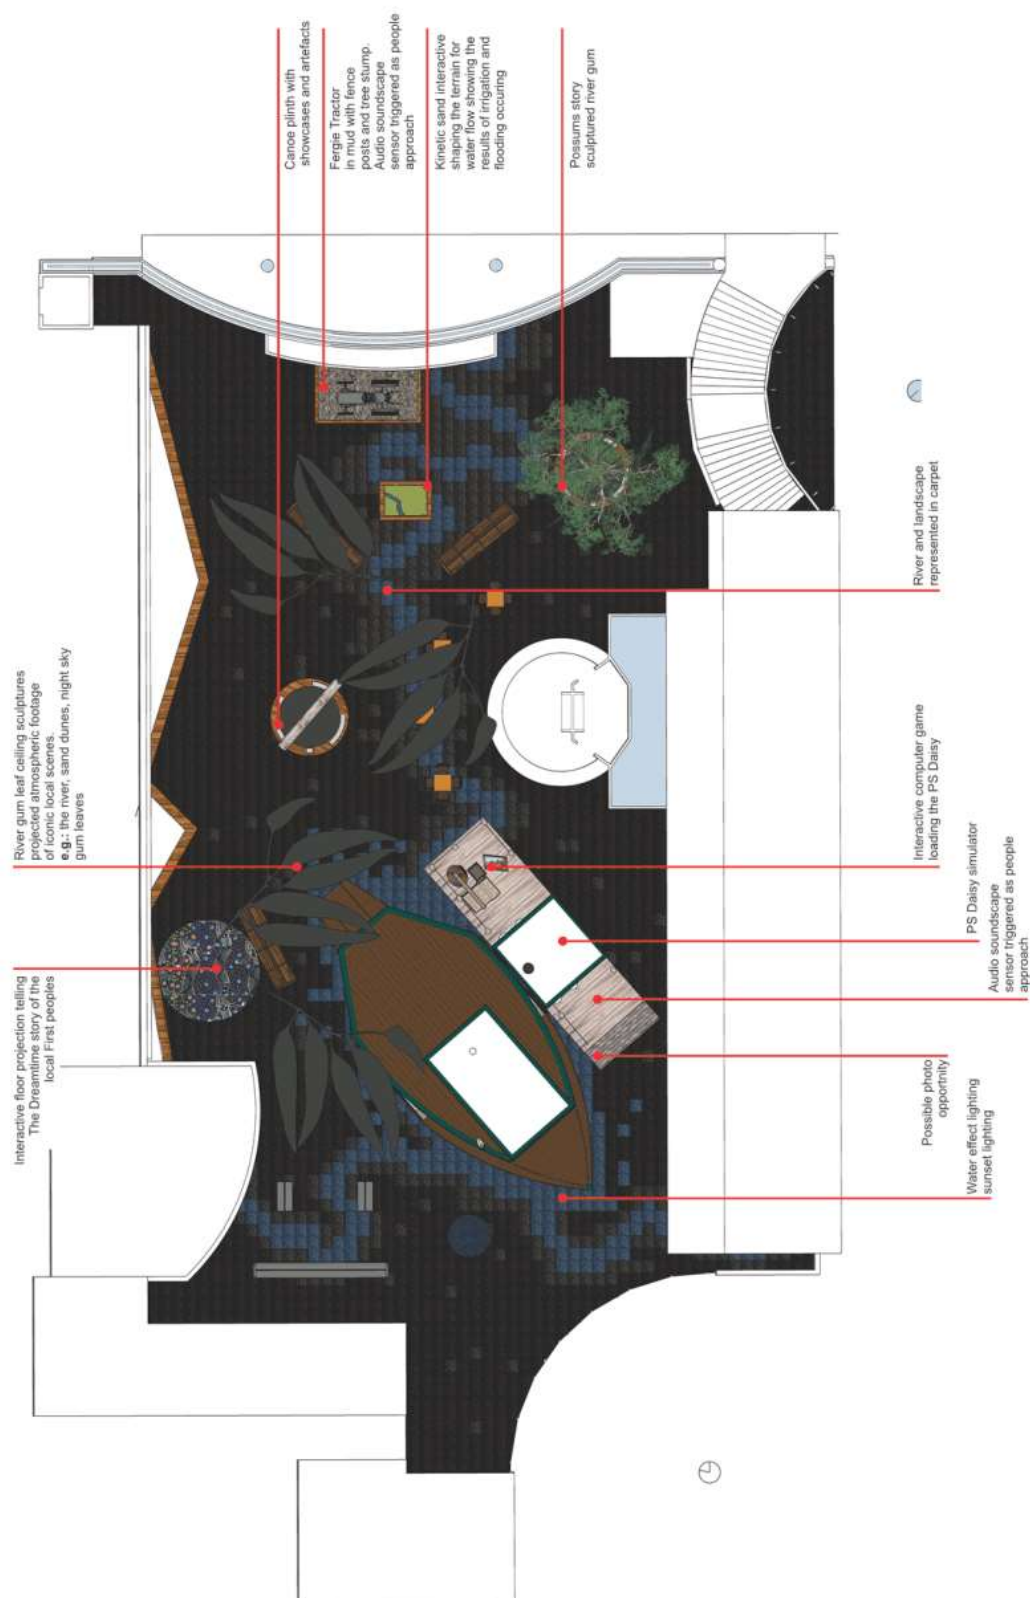 Interactive floor projection telling
The Dreamtime story of the
local First peoples
River gum leaf ceiling sculptures
projected atmospheric footage
of iconic local scenes.
e.g.: the river, sand dunes, night sky
gum leaves
Canoe plinth with
showcases and artefacts
Fergie Tractor
in mud with fence
posts and tree stump.
Audio soundscape
sensor triggered as people
approach
Kinetic sand interactive
shaping the terrain for
water flow showing the
results of irrigation and
flooding occuring
Possums story
sculptured river gum
Water effect lighting
sunset lighting
Possible photo
opportnity
Audio soundscape
sensor triggered as people
approach
PS Daisy simulator
Interactive computer game
loading the PS Daisy
River and landscape
represented in carpet